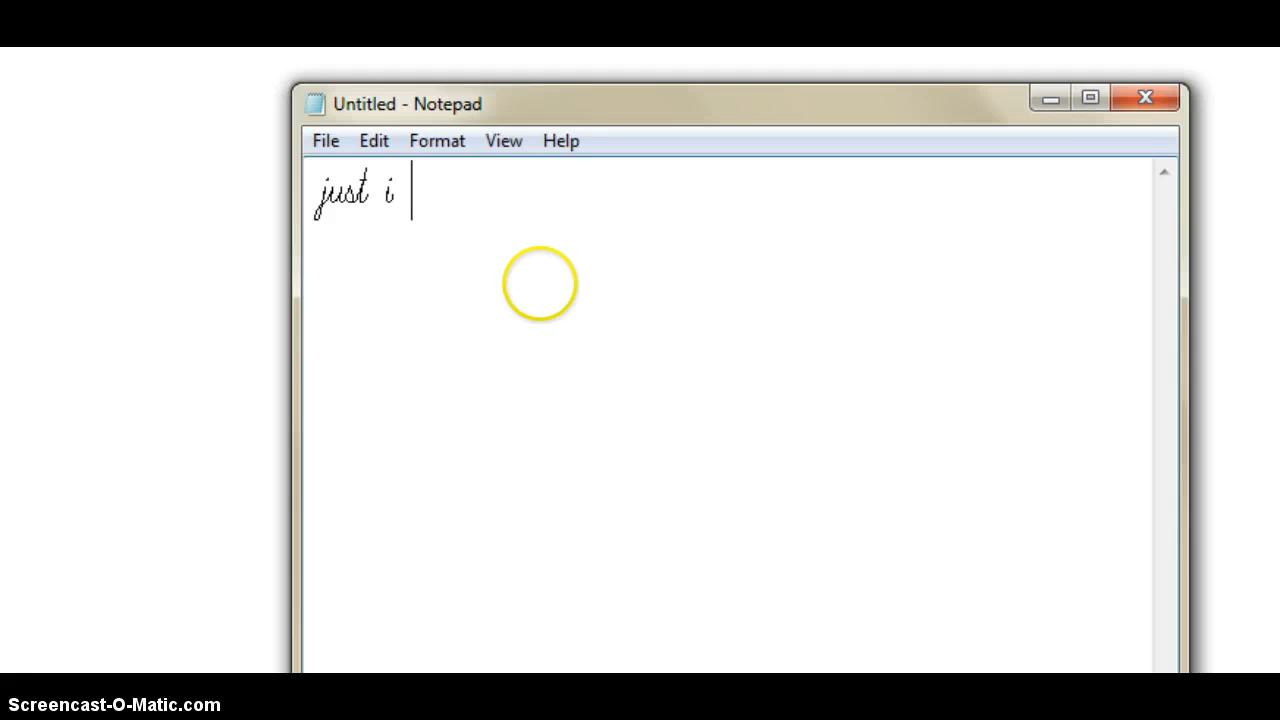 Untitled - Notepad
File Edit Format View Help
just i
Screencast-O-Matic.com